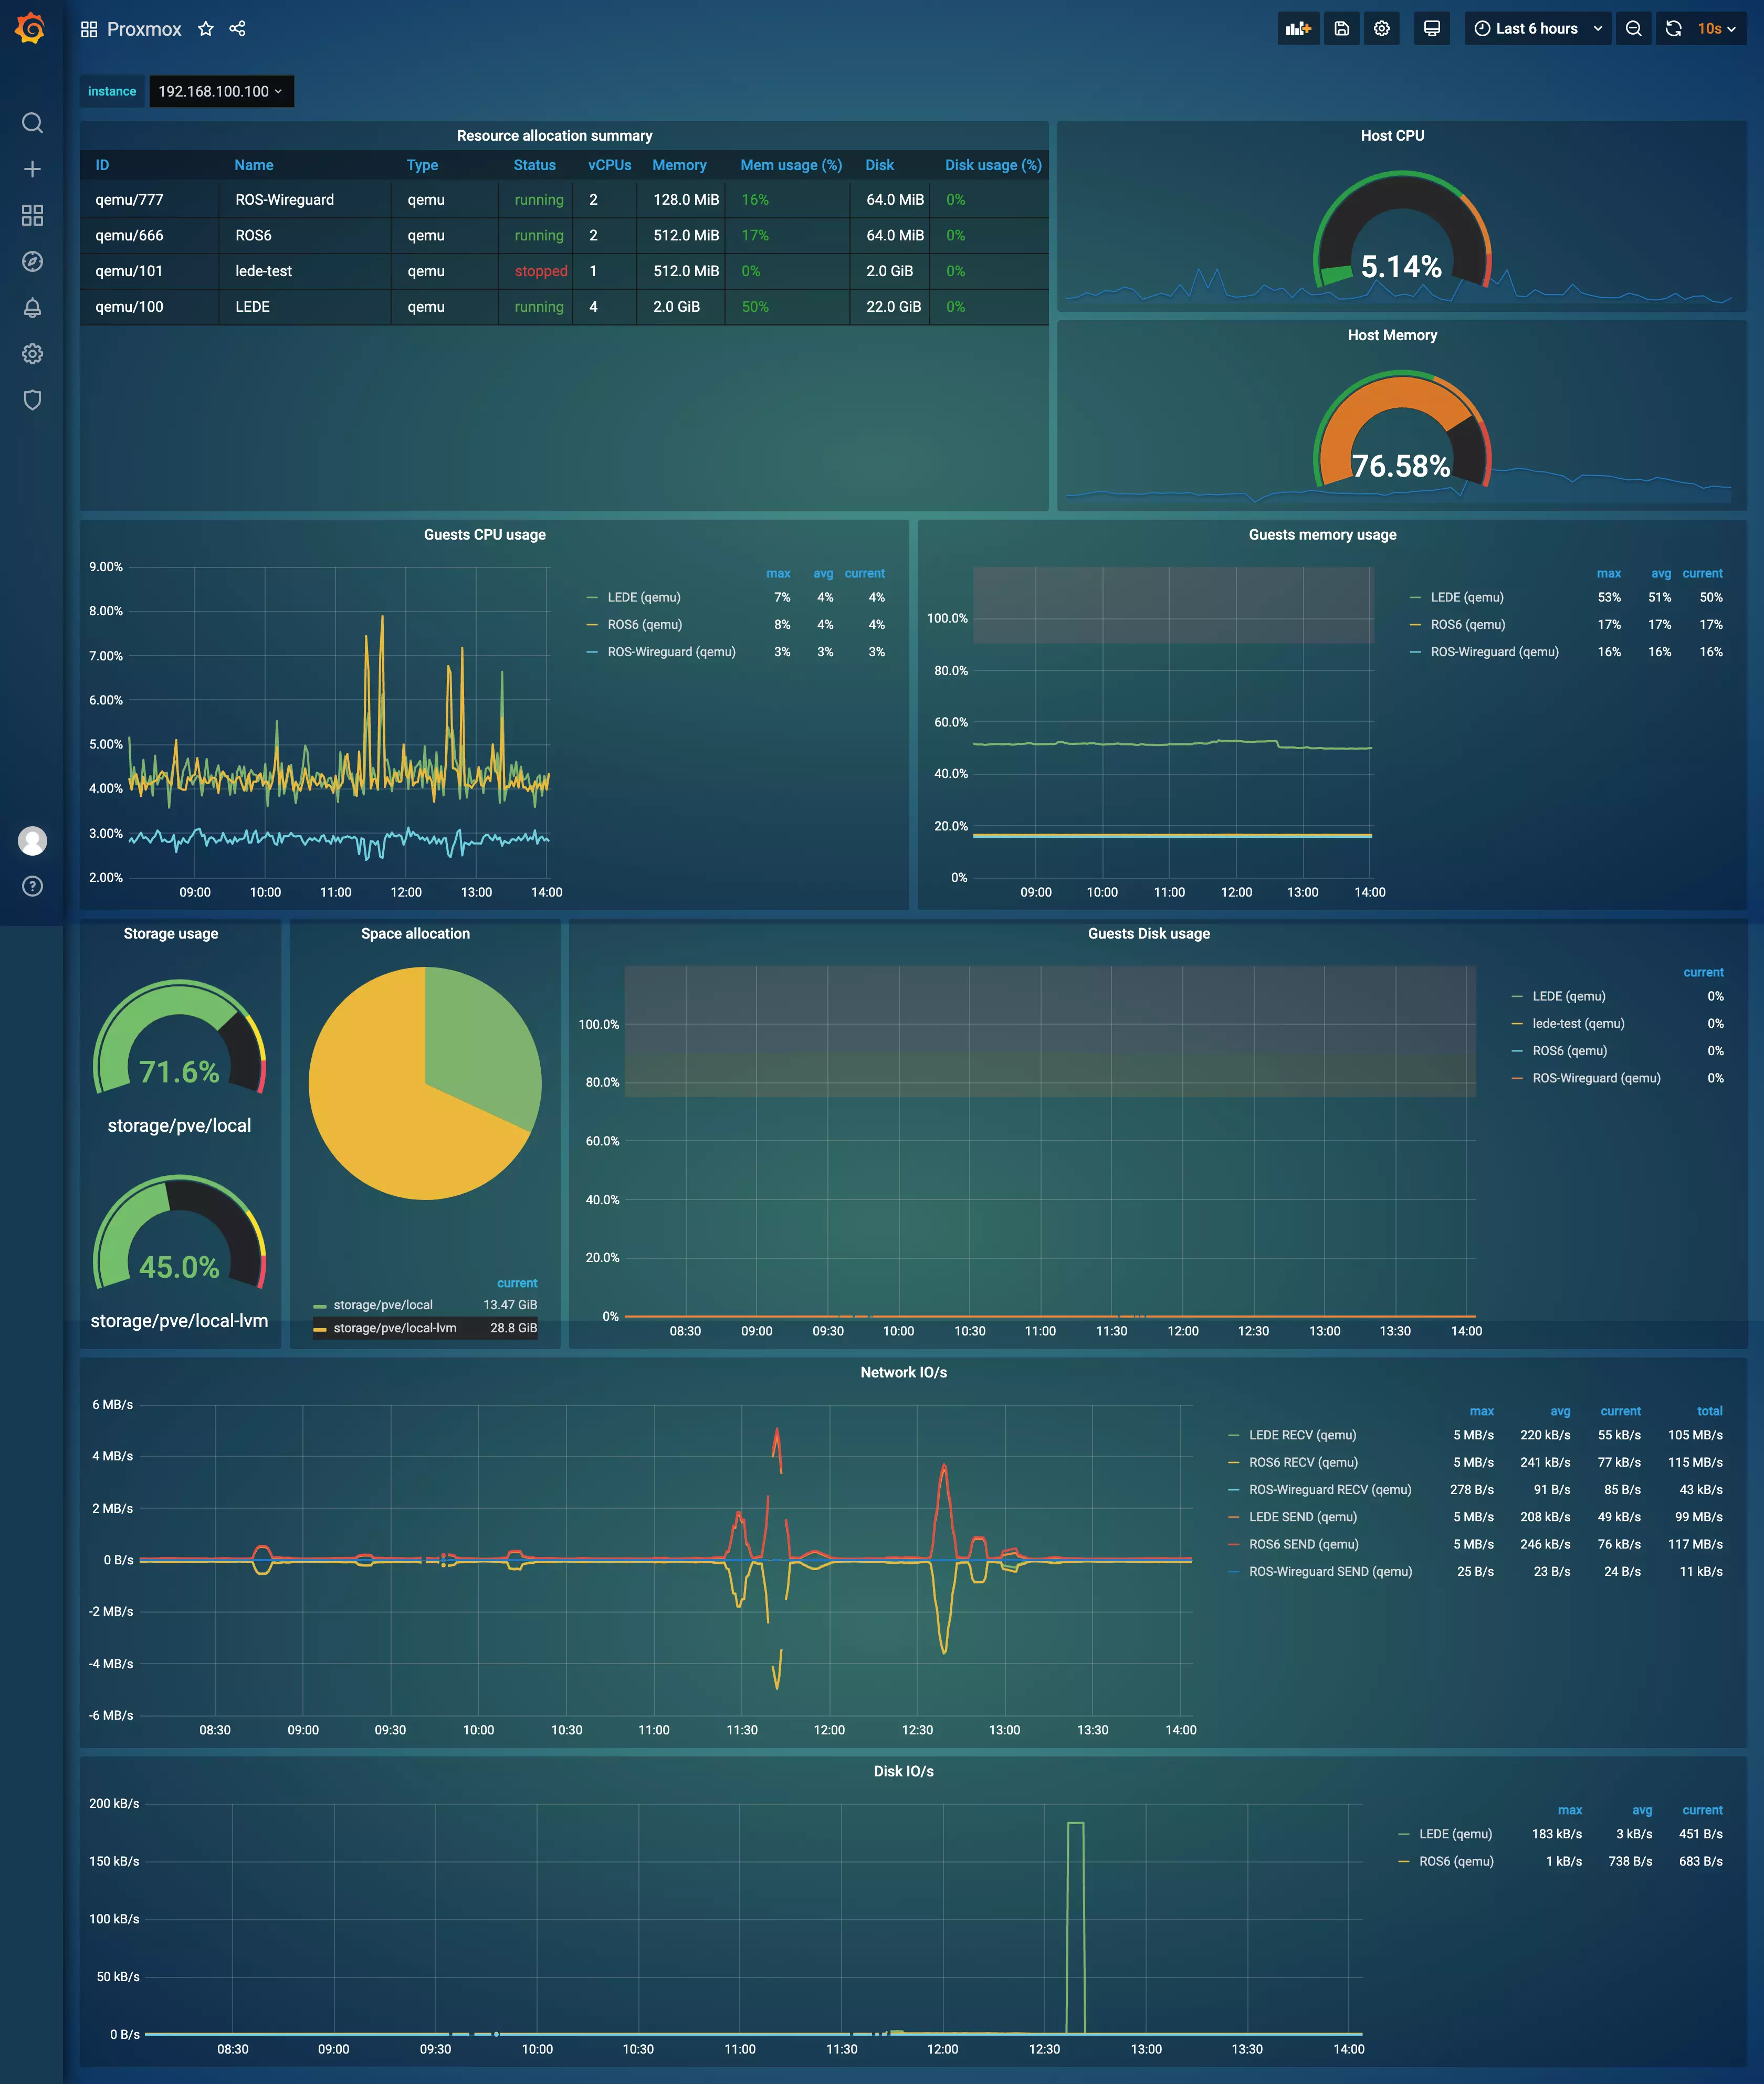 Proxmox
Last 6 hours
10s
instance 192.168.100.100
Resource allocation summary
ID Name Type Status vCPUs Memory Mem usage (%) Disk Disk usage (%)
qemu/777 ROS-Wireguard qemu running 2 128.0 MiB 16% 64.0 MiB 0%
qemu/666 ROS6 qemu running 2 512.0 MiB 17% 64.0 MiB 0%
qemu/101 lede-test qemu stopped 1 512.0 MiB 0% 2.0 GiB 0%
qemu/100 LEDE qemu running 4 2.0 GiB 50% 22.0 GiB 0%
Host CPU
5.14%
Host Memory
76.58%
Guests CPU usage
9.00%
8.00%
7.00%
6.00%
5.00%
4.00%
3.00%
2.00%
09:00 10:00 11:00 12:00 13:00 14:00
max avg current
LEDE (qemu) 7% 4% 4%
ROS6 (qemu) 8% 4% 4%
ROS-Wireguard (qemu) 3% 3% 3%
Guests memory usage
100.0%
80.0%
60.0%
40.0%
20.0%
0%
09:00 10:00 11:00 12:00 13:00 14:00
max avg current
LEDE (qemu) 53% 51% 50%
ROS6 (qemu) 17% 17% 17%
ROS-Wireguard (qemu) 16% 16% 16%
Storage usage
71.6%
storage/pve/local
45.0%
storage/pve/local-lvm
Space allocation
current
storage/pve/local 13.47 GiB
storage/pve/local-lvm 28.8 GiB
Guests Disk usage
100.0%
80.0%
60.0%
40.0%
20.0%
0%
08:30 09:00 09:30 10:00 10:30 11:00 11:30 12:00 12:30 13:00 13:30 14:00
current
LEDE (qemu) 0%
lede-test (qemu) 0%
ROS6 (qemu) 0%
ROS-Wireguard (qemu) 0%
Network IO/s
6 MB/s
4 MB/s
2 MB/s
0 B/s
-2 MB/s
-4 MB/s
-6 MB/s
08:30 09:00 09:30 10:00 10:30 11:00 11:30 12:00 12:30 13:00 13:30 14:00
max avg current total
LEDE RECV (qemu) 5 MB/s 220 kB/s 55 kB/s 105 MB/s
ROS6 RECV (qemu) 5 MB/s 241 kB/s 77 kB/s 115 MB/s
ROS-Wireguard RECV (qemu) 278 B/s 91 B/s 85 B/s 43 kB/s
LEDE SEND (qemu) 5 MB/s 208 kB/s 49 kB/s 99 MB/s
ROS6 SEND (qemu) 5 MB/s 246 kB/s 76 kB/s 117 MB/s
ROS-Wireguard SEND (qemu) 25 B/s 23 B/s 24 B/s 11 kB/s
Disk IO/s
200 kB/s
150 kB/s
100 kB/s
50 kB/s
0 B/s
08:30 09:00 09:30 10:00 10:30 11:00 11:30 12:00 12:30 13:00 13:30 14:00
max avg current
LEDE (qemu) 183 kB/s 3 kB/s 451 B/s
ROS6 (qemu) 1 kB/s 738 B/s 683 B/s